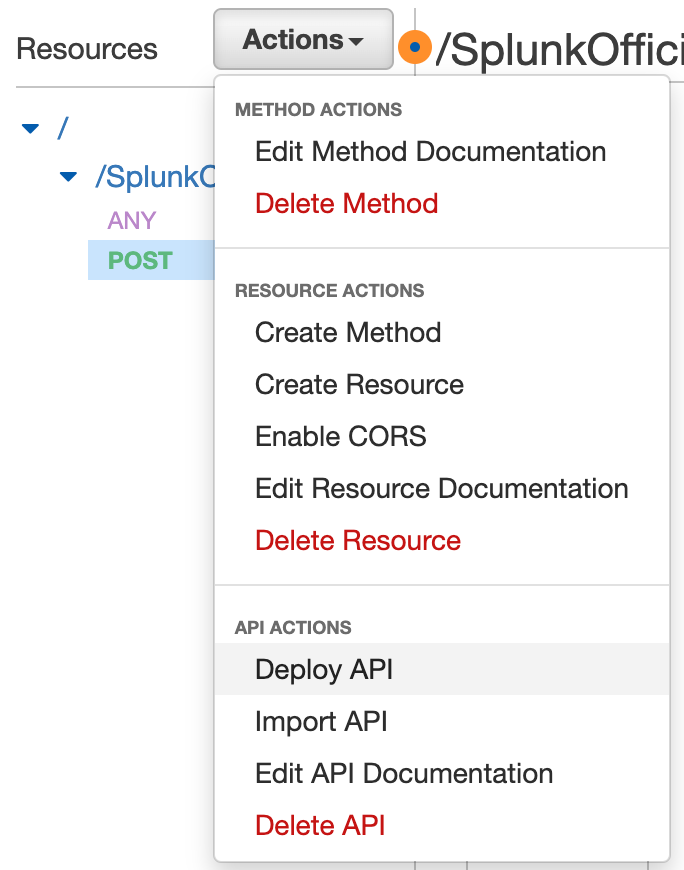 Resources
Actions
/SplunkOffici
/
/SplunkO
ANY
POST
METHOD ACTIONS
Edit Method Documentation
Delete Method
RESOURCE ACTIONS
Create Method
Create Resource
Enable CORS
Edit Resource Documentation
Delete Resource
API ACTIONS
Deploy API
Import API
Edit API Documentation
Delete API